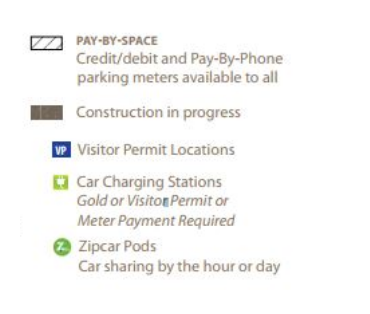 PAY-BY-SPACE
Credit/debit and Pay-By-Phone
parking meters available to all
Construction in progress
VP Visitor Permit Locations
Car Charging Stations
Gold or Visitor Permit or
Meter Payment Required
Z Zipcar Pods
Car sharing by the hour or day